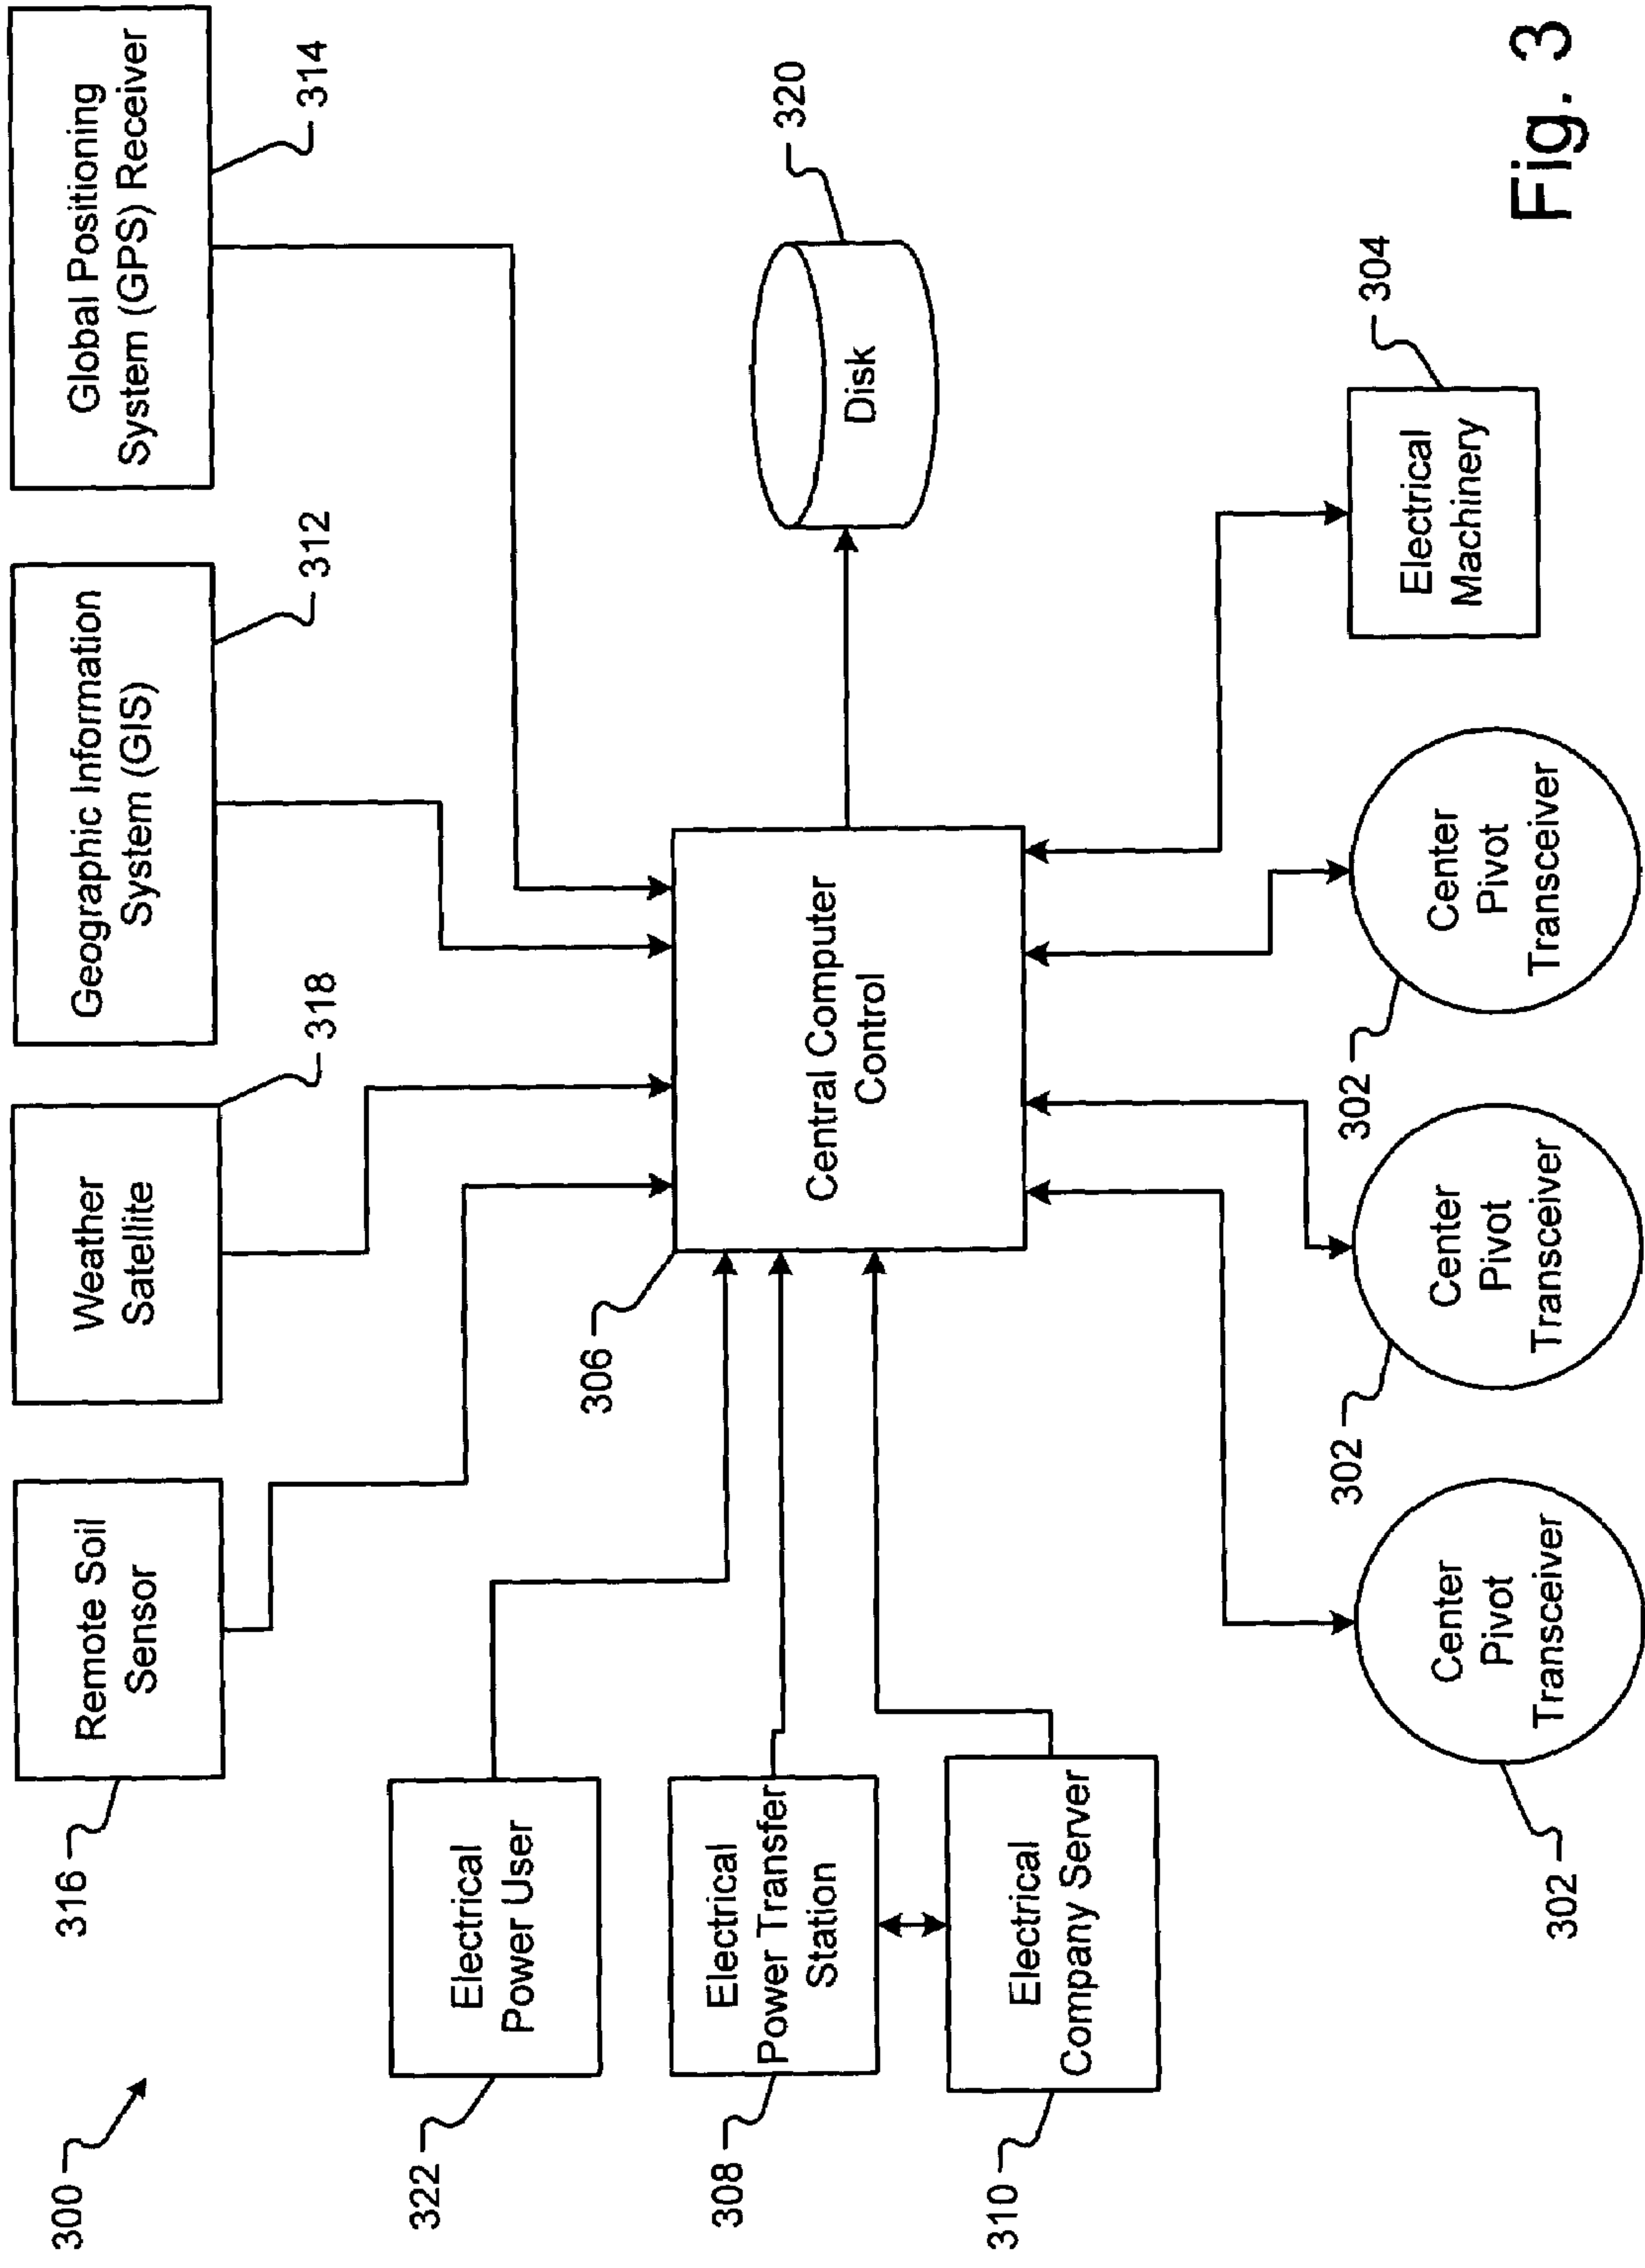 300
316
Remote Soil
Sensor
Weather
Satellite
318
Geographic Information
System (GIS)
312
Global Positioning
System (GPS) Receiver
314
322
Electrical
Power User
308
Electrical
Power Transfer
Station
310
Electrical
Company Server
306
Central Computer
Control
Disk
320
302
Center
Pivot
Transceiver
302
Center
Pivot
Transceiver
302
Center
Pivot
Transceiver
Electrical
Machinery
304
Fig. 3